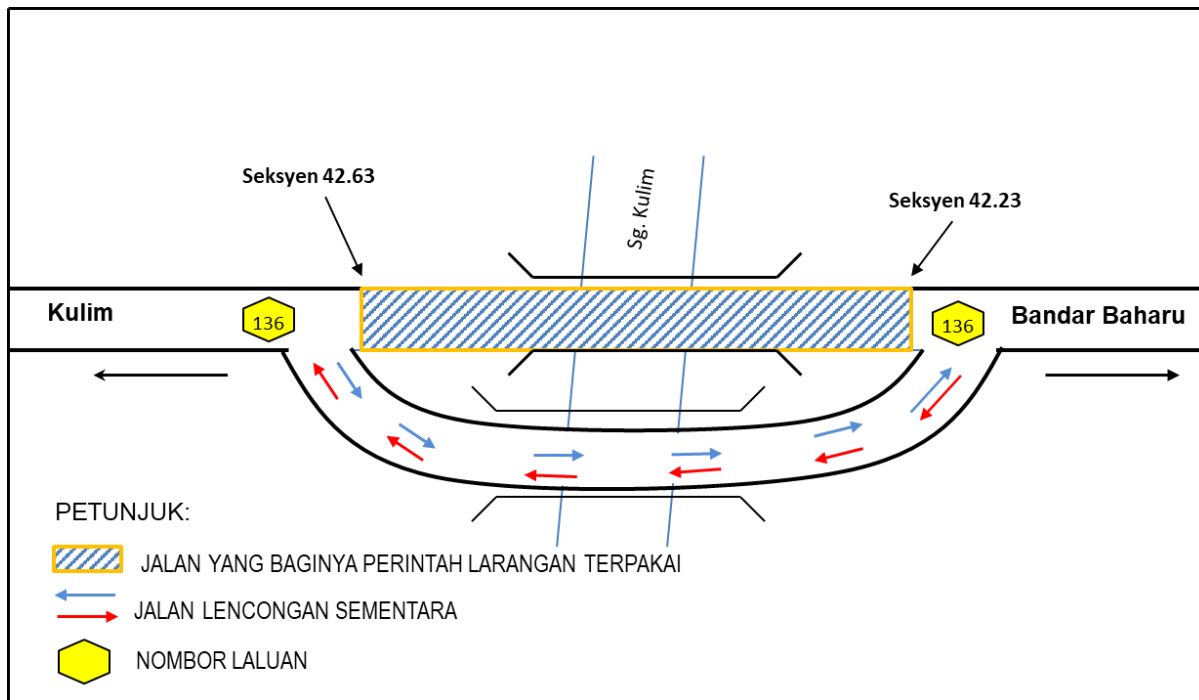 Seksyen 42.63
Sg. Kulim
Seksyen 42.23
Kulim
136
136
Bandar Baharu
PETUNJUK:
JALAN YANG BAGINYA PERINTAH LARANGAN TERPAKAI
JALAN LENCONGAN SEMENTARA
NOMBOR LALUAN